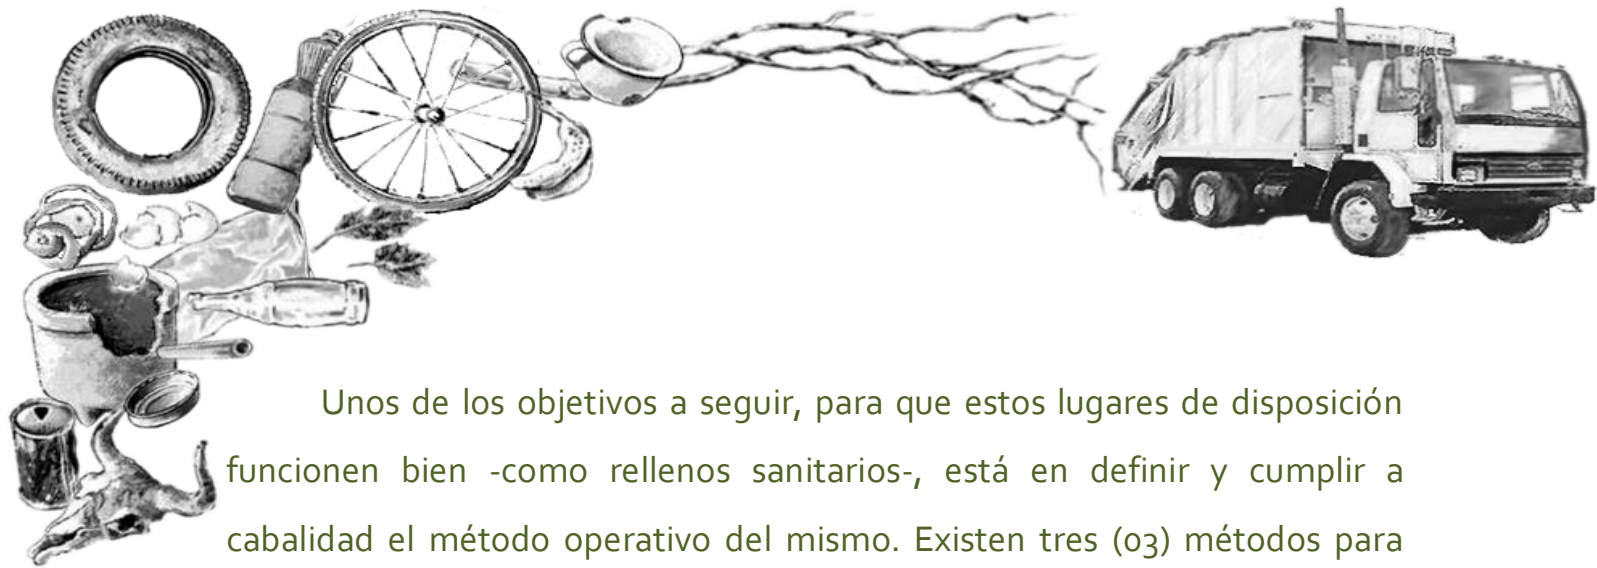 Unos de los objetivos a seguir, para que estos lugares de disposición
funcionen bien -como rellenos sanitarios-, está en definir y cumplir a
cabalidad el método operativo del mismo. Existen tres (03) métodos para